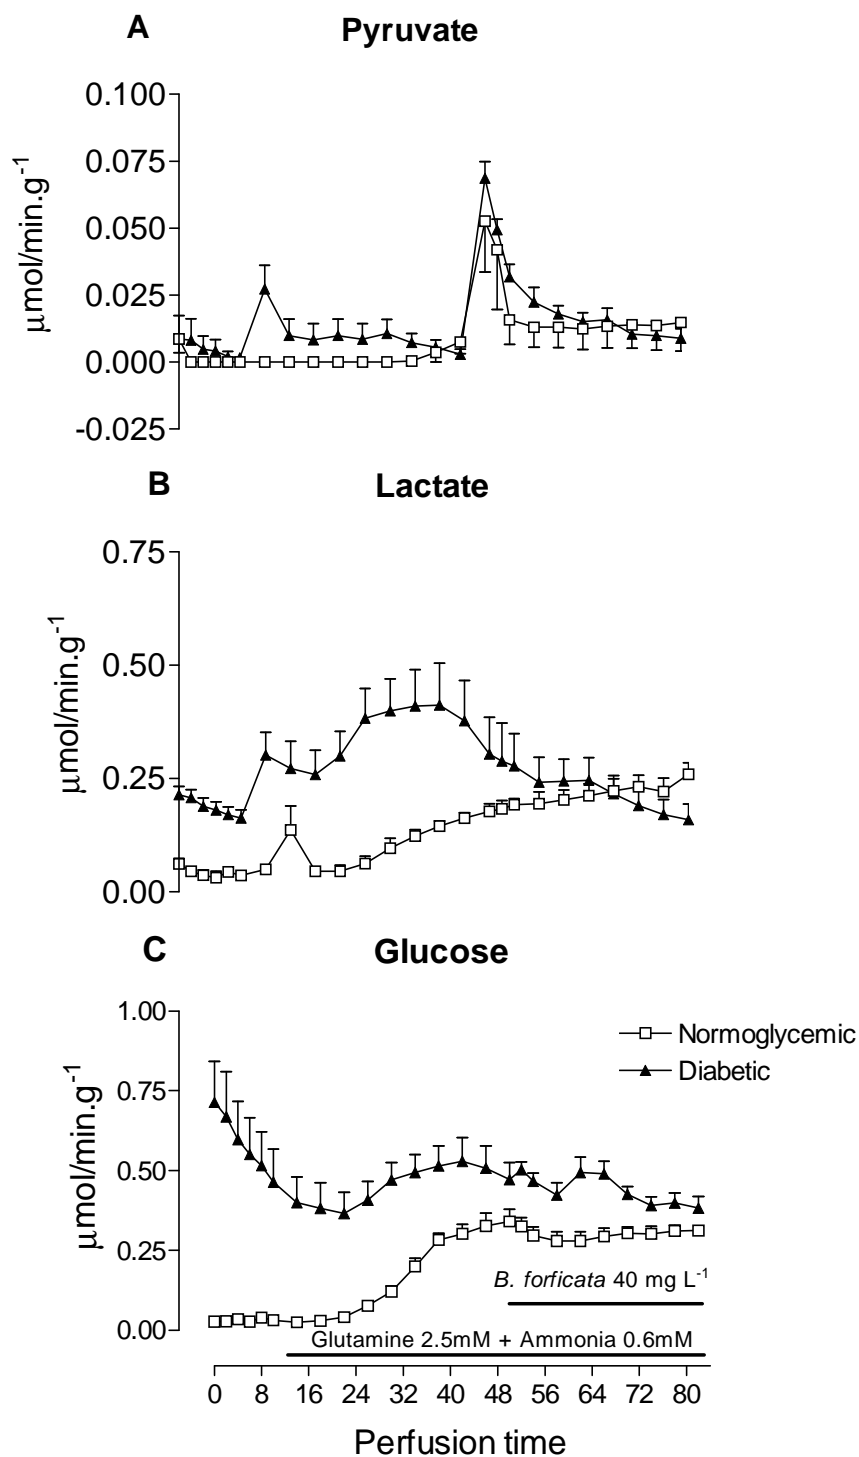 A
Pyruvate
0.100
0.075
0.050
0.025
0.000
-0.025
μmol/min.g⁻¹
B
Lactate
0.75
0.50
0.25
0.00
μmol/min.g⁻¹
C
Glucose
1.00
0.75
0.50
0.25
0.00
μmol/min.g⁻¹
Normoglycemic
Diabetic
B. forficata 40 mg L⁻¹
Glutamine 2.5mM + Ammonia 0.6mM
0 8 16 24 32 40 48 56 64 72 80
Perfusion time